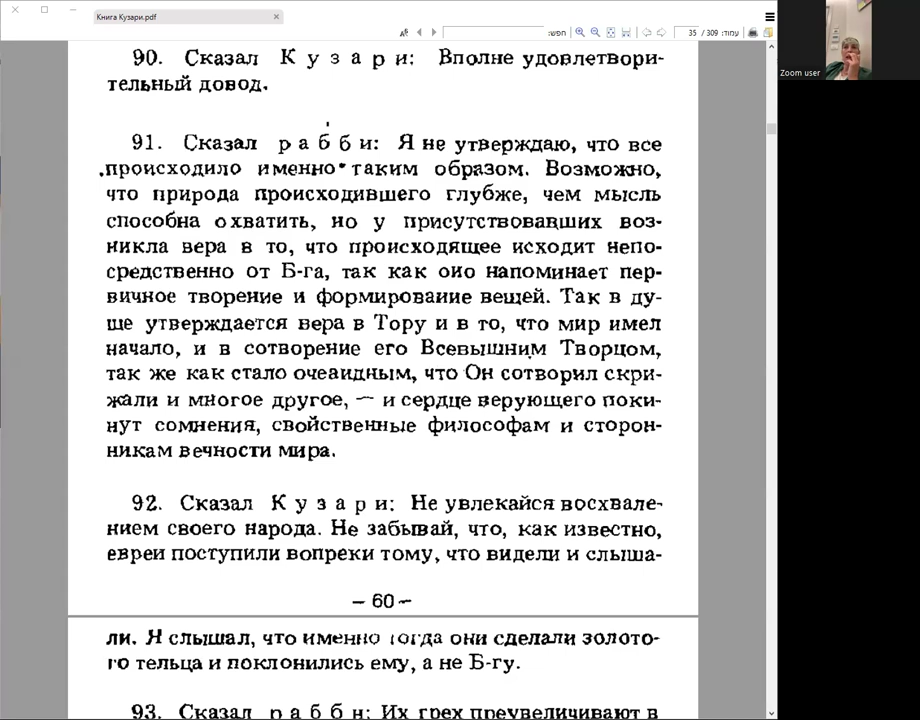 Книга Кузари.pdf
חפש:
35 / 309
עמוד:
Zoom user
90. Сказал Кузари: Вполне удовлетвори-
тельный довод.
91. Сказал рабби: Я не утверждаю, что все
происходило именно таким образом. Возможно,
что природа происходившего глубже, чем мысль
способна охватить, но у присутствовавших воз-
никла вера в то, что происходящее исходит непо-
средственно от Б-га, так как оно напоминает пер-
вичное творение и формирование вещей. Так в ду-
ше утверждается вера в Тору и в то, что мир имел
начало, и в сотворение его Всевышним Творцом,
так же как стало очевидным, что Он сотворил скри-
жали и многое другое, — и сердце верующего поки-
нут сомнения, свойственные философам и сторон-
никам вечности мира.
92. Сказал Кузари: Не увлекайся восхвале-
нием своего народа. Не забывай, что, как известно,
евреи поступили вопреки тому, что видели и слыша-
– 60 –
ли. Я слышал, что именно тогда они сделали золото-
го тельца и поклонились ему, а не Б-гу.
93. Сказал рабби: Их грех преувеличивают в